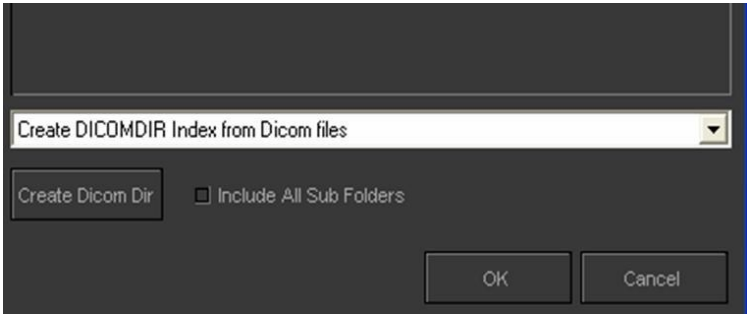 Create DICOMDIR Index from Dicom files
Create Dicom Dir
Include All Sub Folders
OK
Cancel